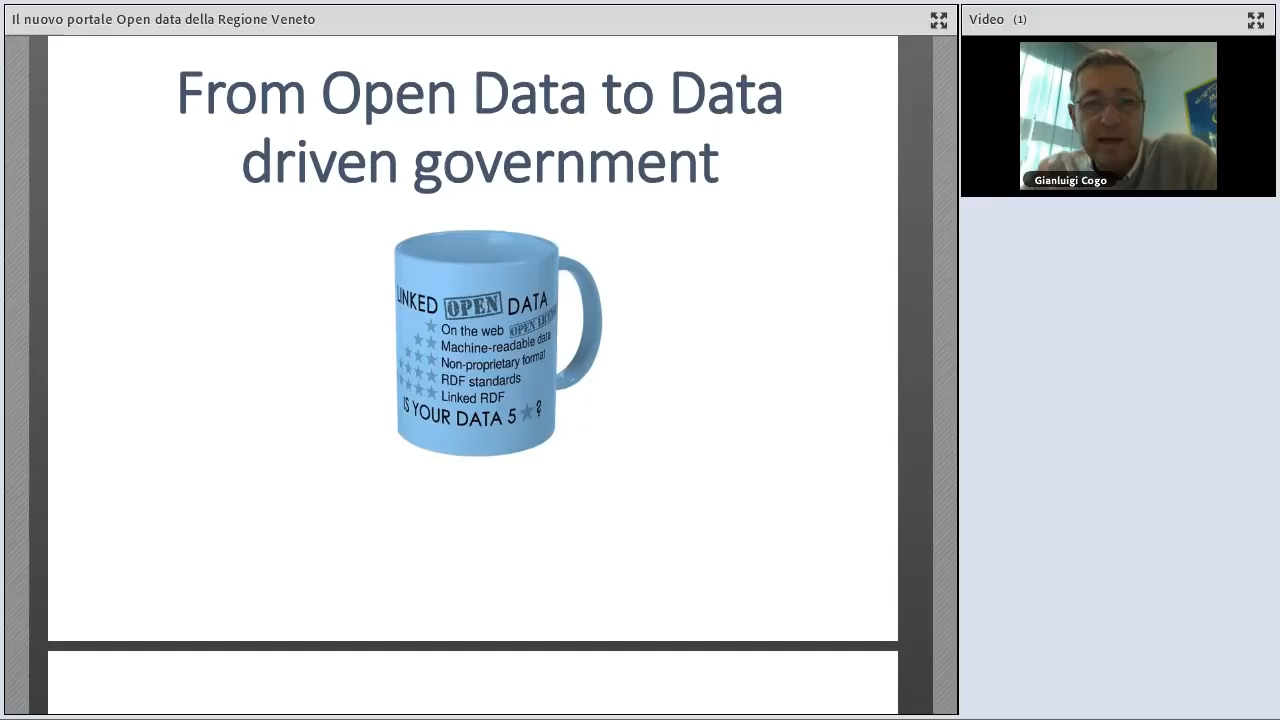 Il nuovo portale Open data della Regione Veneto
Video (1)
From Open Data to Data
driven government
LINKED OPEN DATA
On the web OPEN LICENSE
Machine-readable data
Non-proprietary format
RDF standards
Linked RDF
IS YOUR DATA 5 ★ ?
Gianluigi Cogo